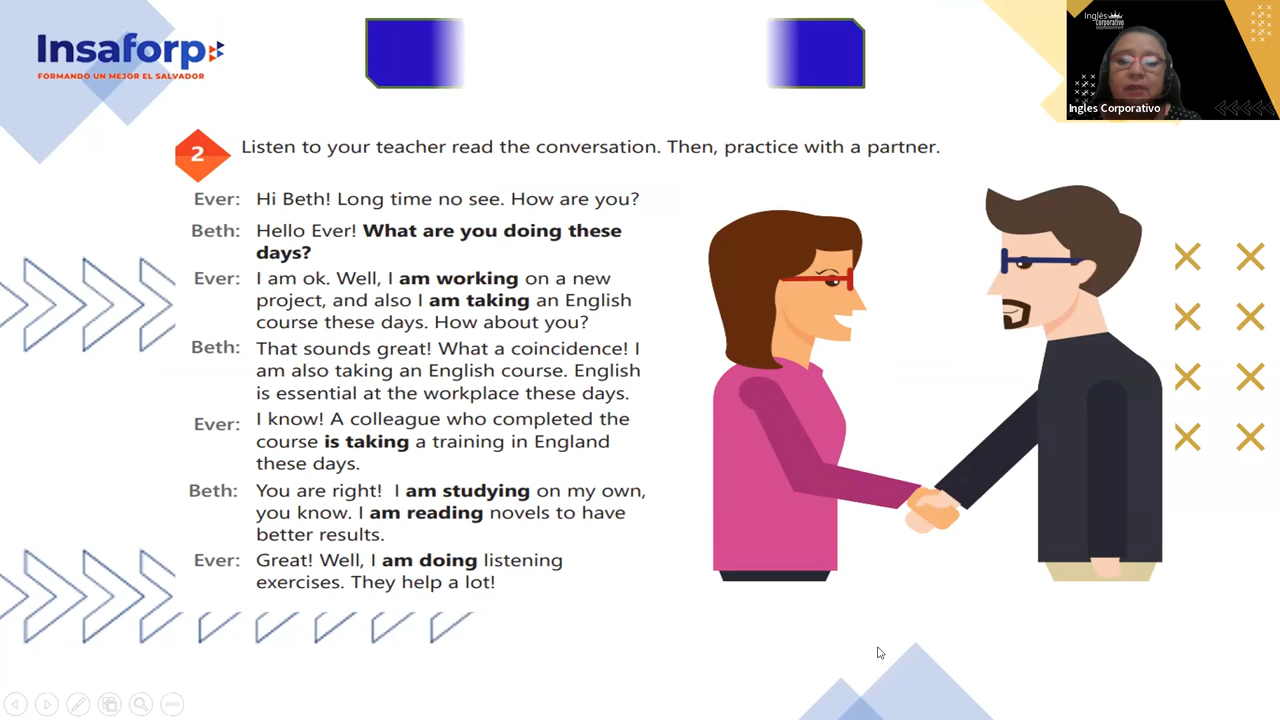 Insaforp
FORMANDO UN MEJOR EL SALVADOR
Inglés
Corporativo
Ingles Corporativo
2
Listen to your teacher read the conversation. Then, practice with a partner.
Ever: Hi Beth! Long time no see. How are you?
Beth: Hello Ever! What are you doing these
days?
Ever: I am ok. Well, I am working on a new
project, and also I am taking an English
course these days. How about you?
Beth: That sounds great! What a coincidence! I
am also taking an English course. English
is essential at the workplace these days.
Ever: I know! A colleague who completed the
course is taking a training in England
these days.
Beth: You are right! I am studying on my own,
you know. I am reading novels to have
better results.
Ever: Great! Well, I am doing listening
exercises. They help a lot!